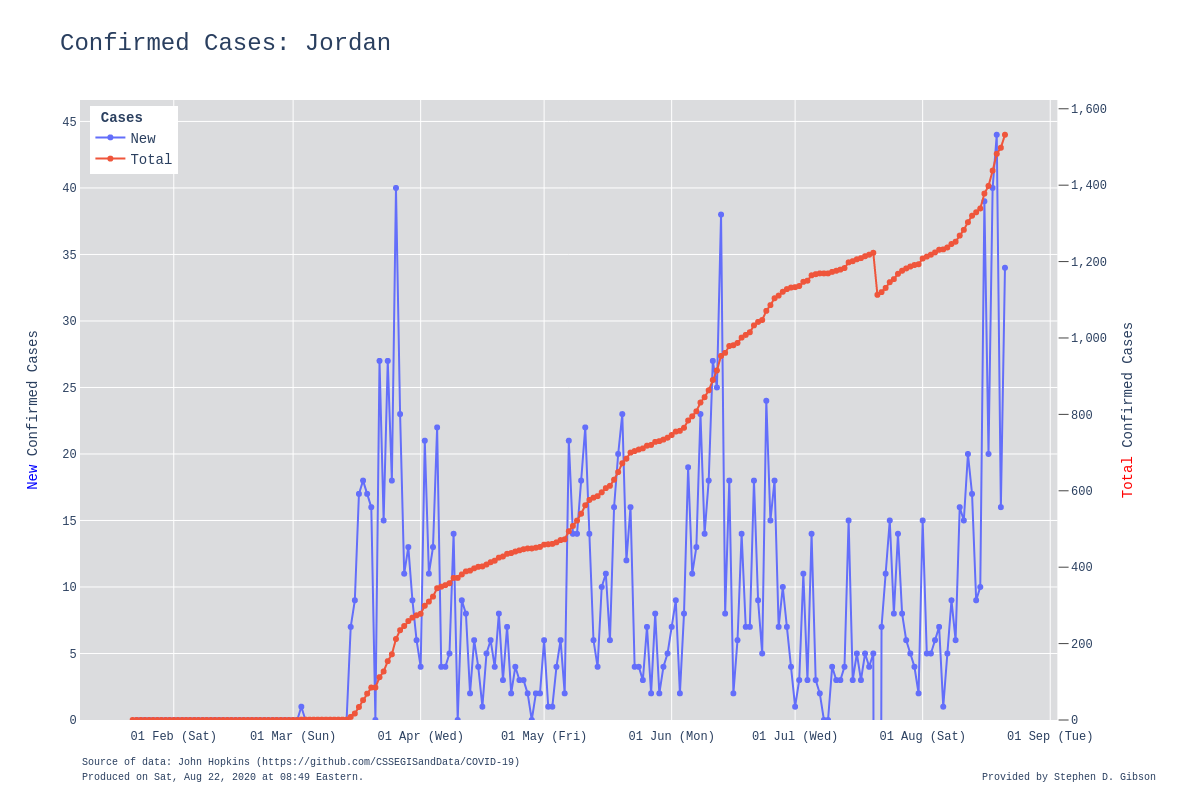 Confirmed Cases: Jordan
Cases
New
Total
45
40
35
30
25
20
15
10
5
0
1,600
1,400
1,200
1,000
800
600
400
200
0
New Confirmed Cases
Total Confirmed Cases
01 Feb (Sat) 01 Mar (Sun) 01 Apr (Wed) 01 May (Fri) 01 Jun (Mon) 01 Jul (Wed) 01 Aug (Sat) 01 Sep (Tue)
Source of data: John Hopkins (https://github.com/CSSEGISandData/COVID-19)
Produced on Sat, Aug 22, 2020 at 08:49 Eastern.
Provided by Stephen D. Gibson